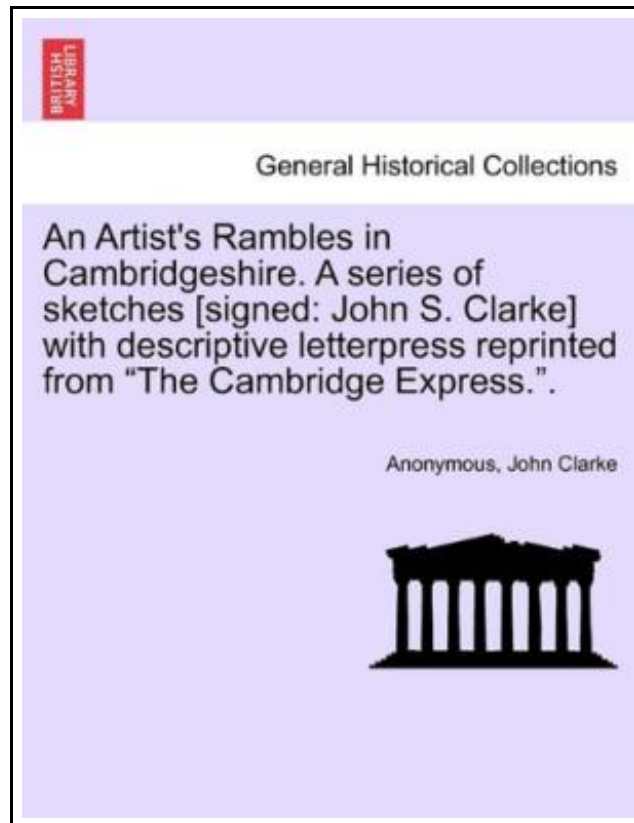 BRITISH
LIBRARY
General Historical Collections
An Artist's Rambles in
Cambridgeshire. A series of
sketches [signed: John S. Clarke]
with descriptive letterpress reprinted
from “The Cambridge Express.”.
Anonymous, John Clarke